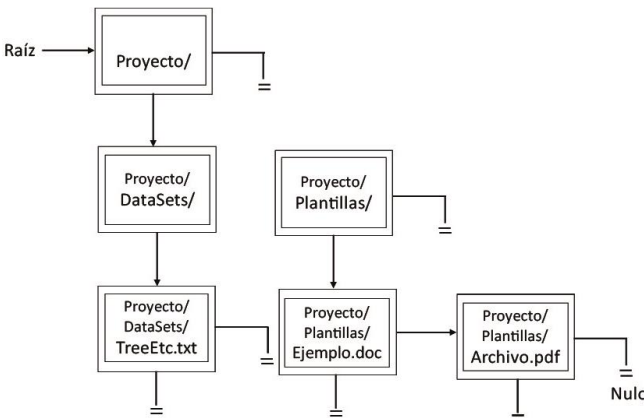 Raíz
Proyecto/
Proyecto/
DataSets/
Proyecto/
Plantillas/
Proyecto/
DataSets/
TreeEtc.txt
Proyecto/
Plantillas/
Ejemplo.doc
Proyecto/
Plantillas/
Archivo.pdf
Nulo